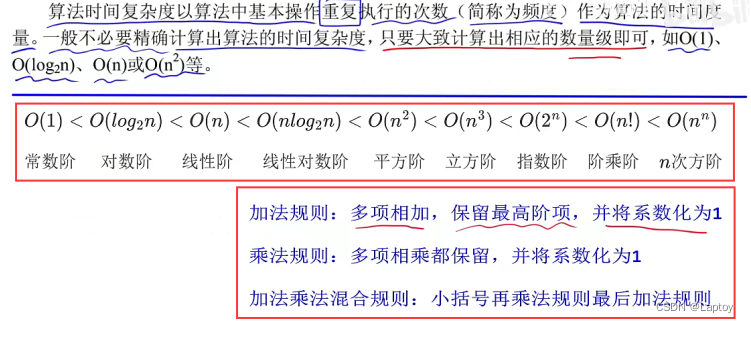 算法时间复杂度以算法中基本操作重复执行的次数（简称为频度）作为算法的时间度
量。一般不必要精确计算出算法的时间复杂度，只要大致计算出相应的数量级即可，如O(1)、
O(log₂n)、O(n)或O(n²)等。
O(1) < O(log₂n) < O(n) < O(nlog₂n) < O(n²) < O(n³) < O(2ⁿ) < O(n!) < O(nⁿ)
常数阶 对数阶 线性阶 线性对数阶 平方阶 立方阶 指数阶 阶乘阶 n次方阶
加法规则：多项相加，保留最高阶项，并将系数化为1
乘法规则：多项相乘都保留，并将系数化为1
加法乘法混合规则：小括号再乘法规则最后加法规则
CSDN @Laptoy